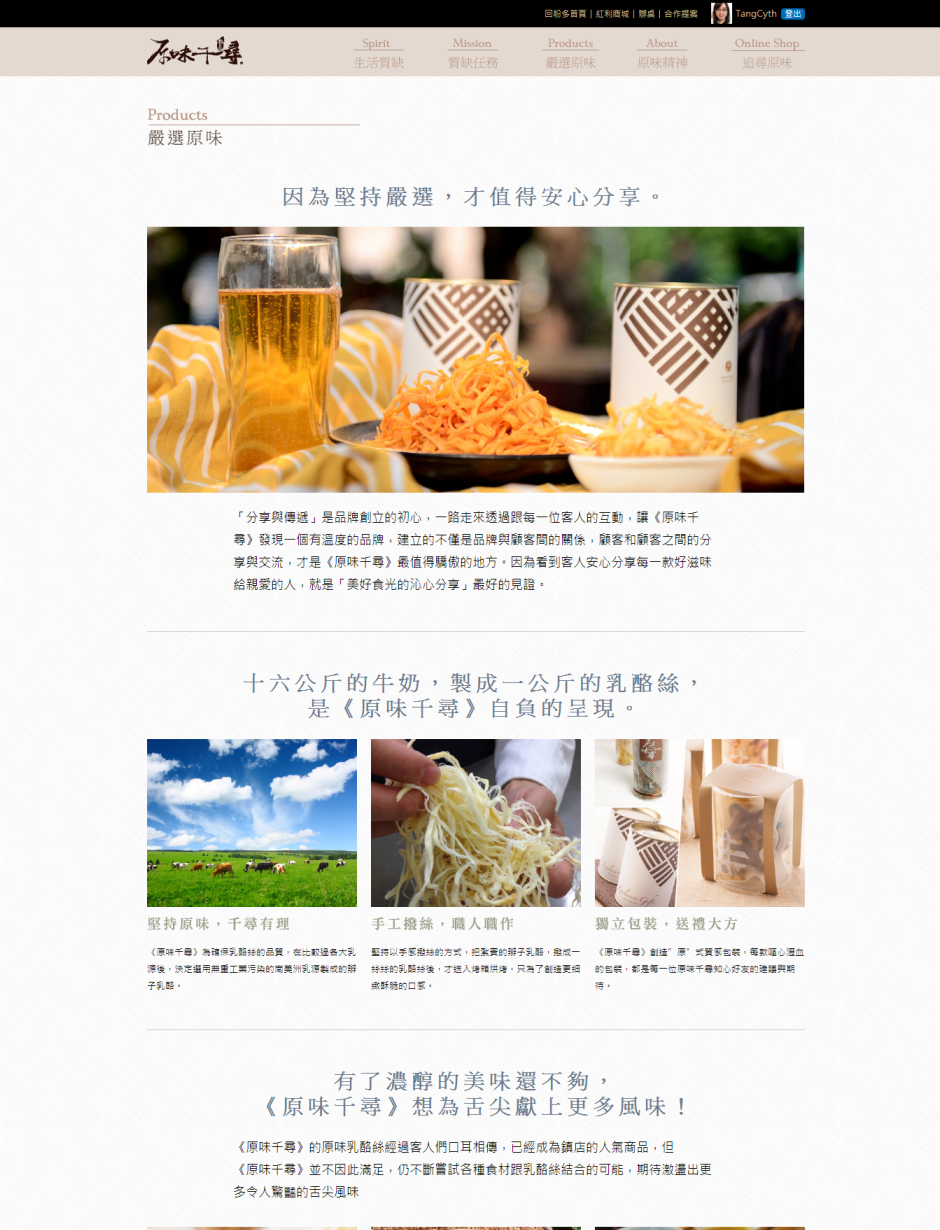 回粉多首頁 | 紅利商城 | 辦桌 | 合作提案 TangCyth 登出
原味千尋
Spirit Mission Products About Online Shop
生活質缺 質缺任務 嚴選原味 原味精神 追尋原味
Products
嚴選原味
因為堅持嚴選，才值得安心分享。
「分享與傳遞」是品牌創立的初心，一路走來透過跟每一位客人的互動，讓《原味千
尋》發現一個有溫度的品牌，建立的不僅是品牌與顧客間的關係，顧客和顧客之間的分
享與交流，才是《原味千尋》最值得驕傲的地方。因為看到客人安心分享每一款好滋味
給親愛的人，就是「美好食光的沁心分享」最好的見證。
十六公斤的牛奶，製成一公斤的乳酪絲，
是《原味千尋》自負的呈現。
堅持原味，千尋有理
《原味千尋》為確保乳酪絲的品質，在比較過各大乳
源後，決定選用無重工業污染的南美洲乳源製成的辮
子乳酪。
手工撥絲，職人職作
堅持以手感撥絲的方式，把紮實的辮子乳酪，撥成一
絲絲的乳酪絲後，才送入烤箱烘烤，只為了創造更細
緻酥脆的口感。
獨立包裝，送禮大方
《原味千尋》創造”原”式質感包裝，每款嘔心瀝血
的包裝，都是每一位原味千尋知心好友的建議與期
待。
有了濃醇的美味還不夠，
《原味千尋》想為舌尖獻上更多風味！
《原味千尋》的原味乳酪絲經過客人們口耳相傳，已經成為鎮店的人氣商品，但
《原味千尋》並不因此滿足，仍不斷嘗試各種食材跟乳酪絲結合的可能，期待激盪出更
多令人驚豔的舌尖風味